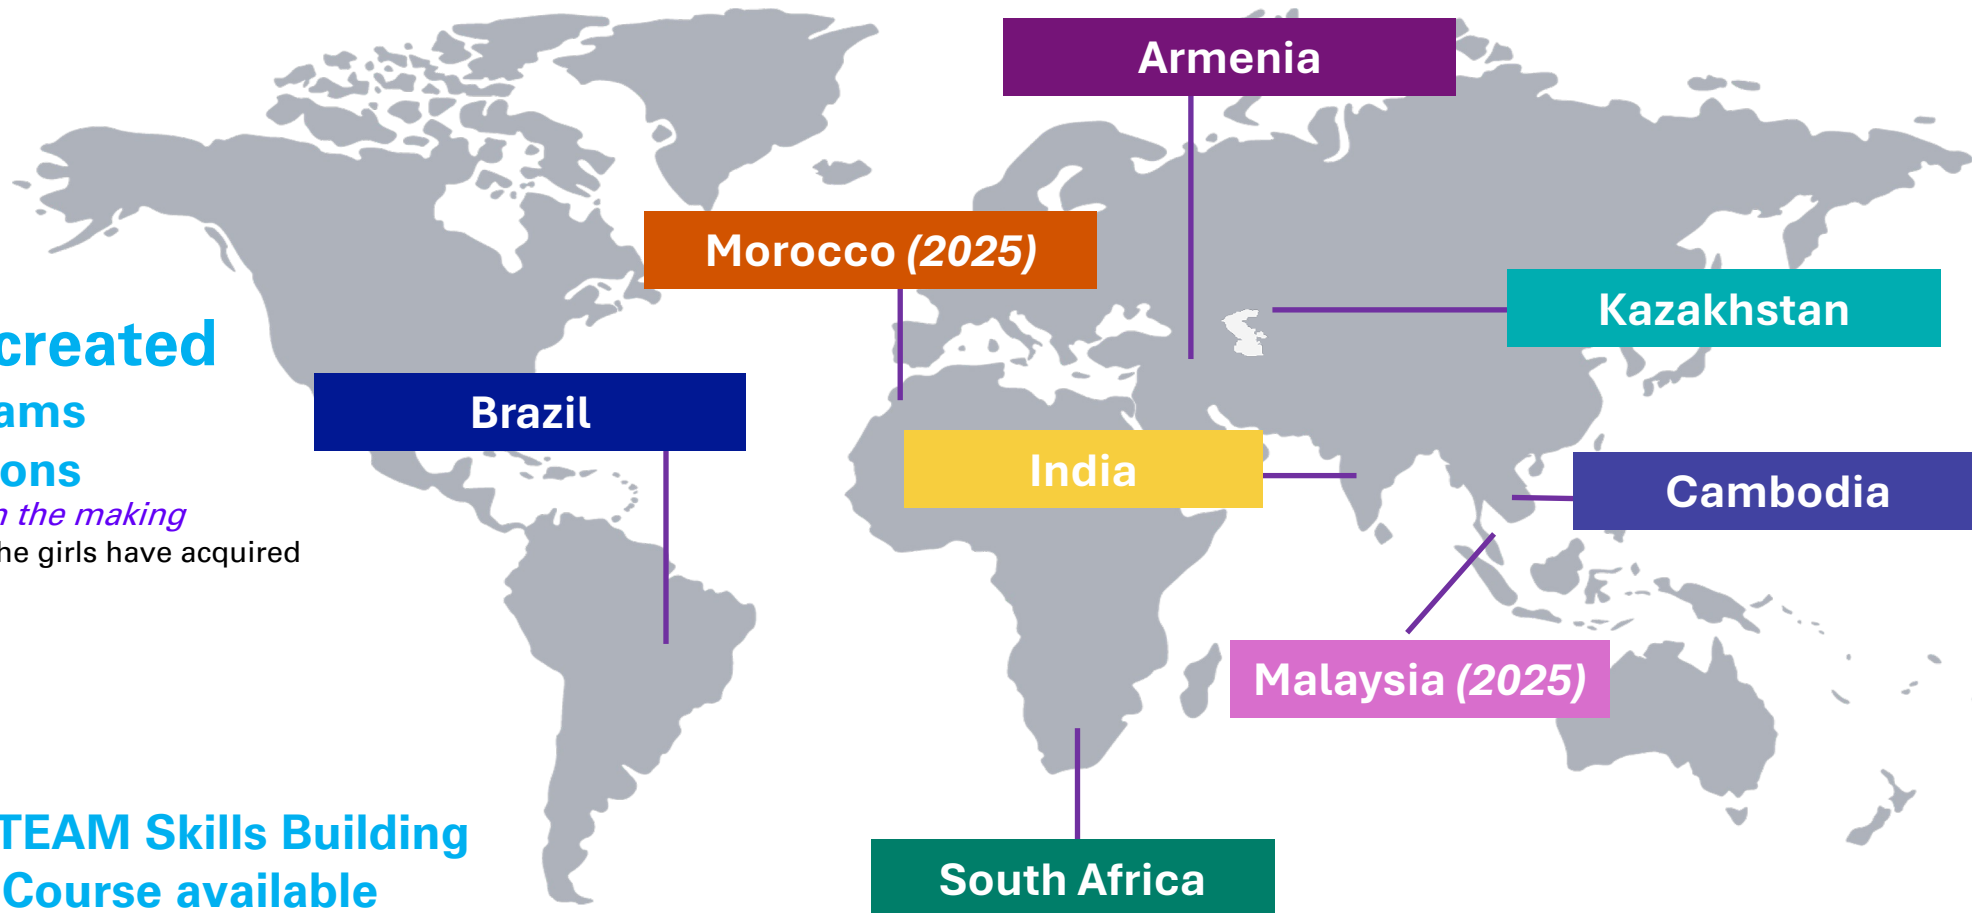 Armenia
Morocco (2025)
Kazakhstan
created
Brazil
ams
India
ons
Cambodia
n the making
he girls have acquired
Malaysia (2025)
TEAM Skills Building
South Africa
Course available